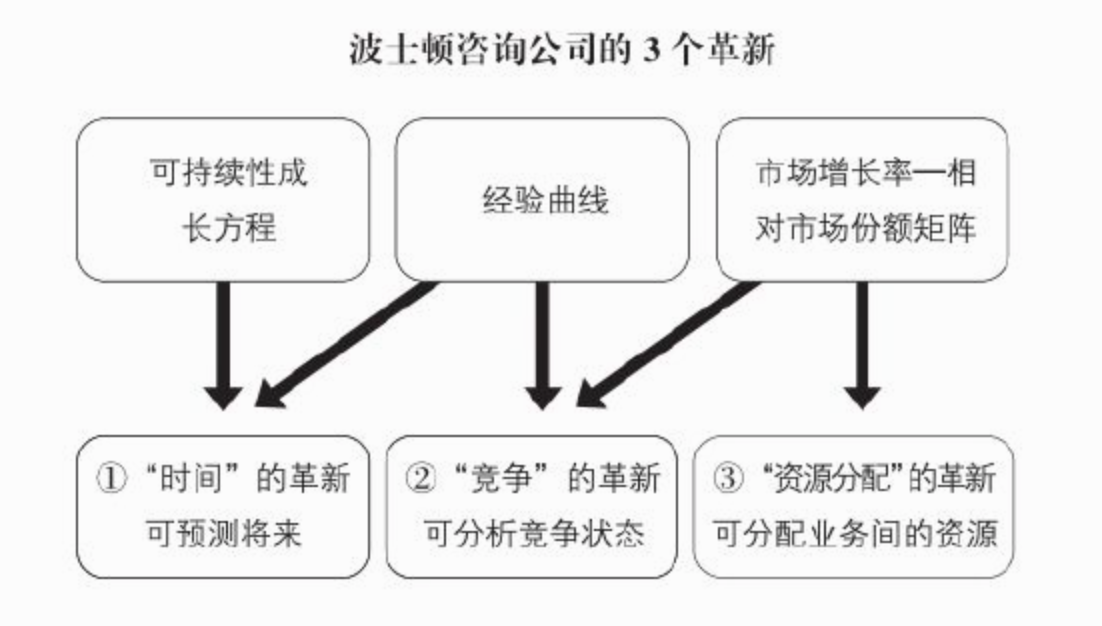 波士顿咨询公司的 3 个革新
可持续性成
长方程
经验曲线
市场增长率—相
对市场份额矩阵
①“时间”的革新
可预测将来
②“竞争”的革新
可分析竞争状态
③“资源分配”的革新
可分配业务间的资源